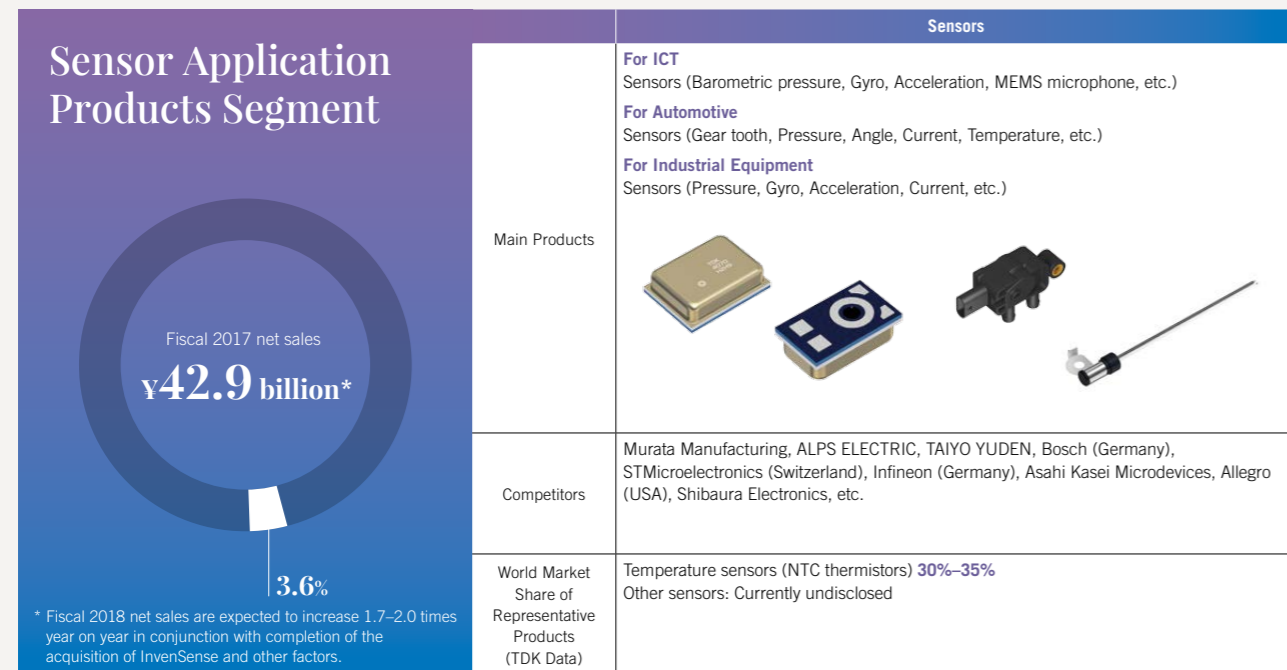 Sensor Application
Products Segment
Fiscal 2017 net sales
¥42.9 billion*
3.6%
* Fiscal 2018 net sales are expected to increase 1.7–2.0 times
year on year in conjunction with completion of the
acquisition of InvenSense and other factors.
Sensors
Main Products
For ICT
Sensors (Barometric pressure, Gyro, Acceleration, MEMS microphone, etc.)
For Automotive
Sensors (Gear tooth, Pressure, Angle, Current, Temperature, etc.)
For Industrial Equipment
Sensors (Pressure, Gyro, Acceleration, Current, etc.)
Competitors
Murata Manufacturing, ALPS ELECTRIC, TAIYO YUDEN, Bosch (Germany),
STMicroelectronics (Switzerland), Infineon (Germany), Asahi Kasei Microdevices, Allegro
(USA), Shibaura Electronics, etc.
World Market
Share of
Representative
Products
(TDK Data)
Temperature sensors (NTC thermistors) 30%–35%
Other sensors: Currently undisclosed